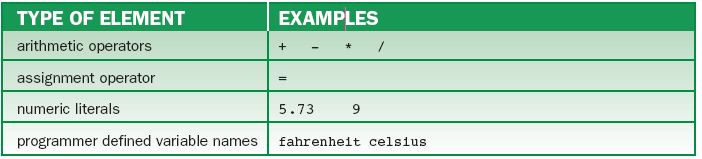 TYPE OF ELEMENT EXAMPLES
arithmetic operators + – * /
assignment operator =
numeric literals 5.73 9
programmer defined variable names fahrenheit celsius